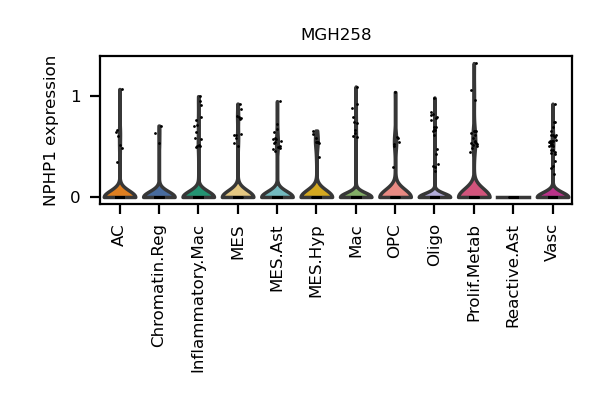 MGH258
NPHP1 expression
1
0
AC
Chromatin.Reg
Inflammatory.Mac
MES
MES.Ast
MES.Hyp
Mac
OPC
Oligo
Prolif.Metab
Reactive.Ast
Vasc